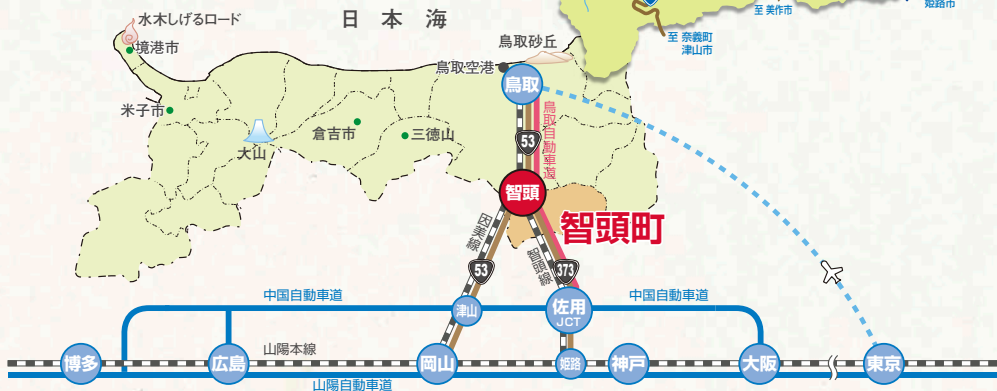 水木しげるロード
境港市
日本海
至 奈義町
津山市
至 美作市
姫路市
鳥取砂丘
鳥取空港
鳥取
米子市
大山
倉吉市
三徳山
53
鳥取自動車道
智頭
智頭町
因美線
53
智頭線
373
中国自動車道
津山
佐用
JCT
中国自動車道
博多
広島
山陽本線
岡山
姫路
神戸
大阪
東京
山陽自動車道